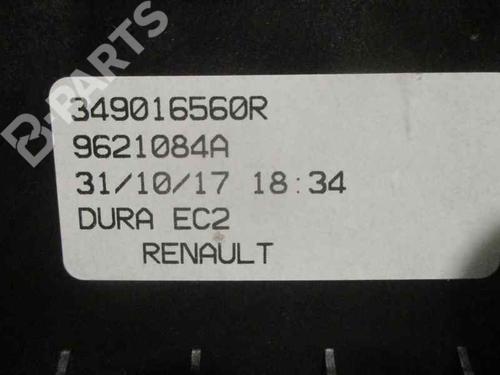 B-PARTS
349016560R
9621084A
31/10/17 18:34
DURA EC2
RENAULT